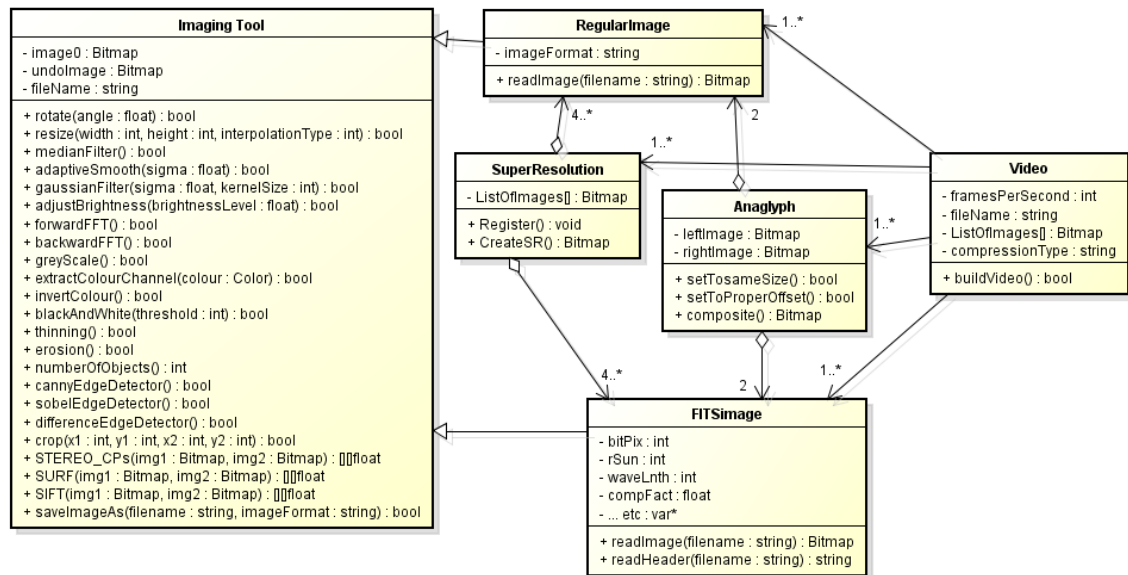 Imaging Tool
- image0 : Bitmap
- undoImage : Bitmap
- fileName : string
+ rotate(angle : float) : bool
+ resize(width : int, height : int, interpolationType : int) : bool
+ medianFilter() : bool
+ adaptiveSmooth(sigma : float) : bool
+ gaussianFilter(sigma : float, kernelSize : int) : bool
+ adjustBrightness(brightnessLevel : float) : bool
+ forwardFFT() : bool
+ backwardFFT() : bool
+ greyScale() : bool
+ extractColourChannel(colour : Color) : bool
+ invertColour() : bool
+ blackAndWhite(threshold : int) : bool
+ thinning() : bool
+ erosion() : bool
+ numberOfObjects() : int
+ cannyEdgeDetector() : bool
+ sobelEdgeDetector() : bool
+ differenceEdgeDetector() : bool
+ crop(x1 : int, y1 : int, x2 : int, y2 : int) : bool
+ STEREO_CPs(img1 : Bitmap, img2 : Bitmap) : [][]float
+ SURF(img1 : Bitmap, img2 : Bitmap) : [][]float
+ SIFT(img1 : Bitmap, img2 : Bitmap) : [][]float
+ saveImageAs(filename : string, imageFormat : string) : bool
RegularImage
- imageFormat : string
+ readImage(filename : string) : Bitmap
1..*
4..*
2
1..*
SuperResolution
- ListOfImages[] : Bitmap
+ Register() : void
+ CreateSR() : Bitmap
Anaglyph
- leftImage : Bitmap
- rightImage : Bitmap
+ setTosameSize() : bool
+ setToProperOffset() : bool
+ composite() : Bitmap
1..*
Video
- framesPerSecond : int
- fileName : string
- ListOfImages[] : Bitmap
- compressionType : string
+ buildVideo() : bool
4..*
2
1..*
FITSimage
- bitPix : int
- rSun : int
- waveLnth : int
- compFact : float
- ... etc : var*
+ readImage(filename : string) : Bitmap
+ readHeader(filename : string) : string